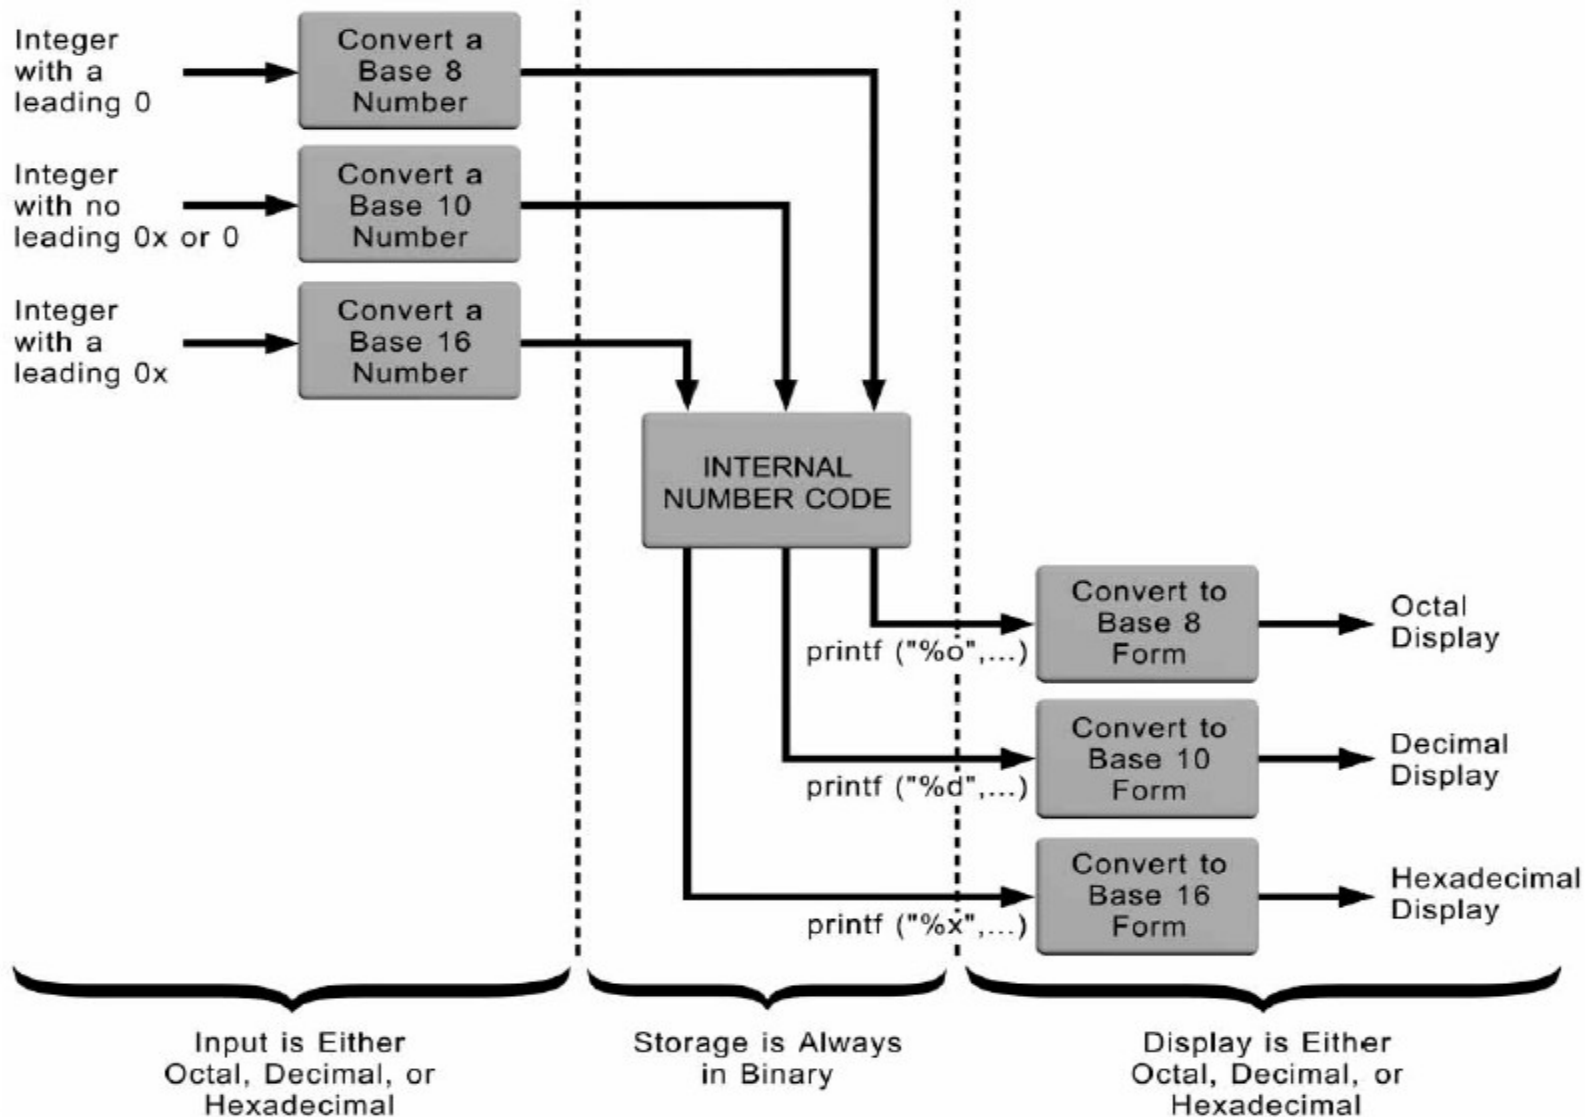 Integer
with a
leading 0
Convert a
Base 8
Number
Integer
with no
leading 0x or 0
Convert a
Base 10
Number
Integer
with a
leading 0x
Convert a
Base 16
Number
INTERNAL
NUMBER CODE
printf ("%o",...)
Convert to
Base 8
Form
Octal
Display
printf ("%d",...)
Convert to
Base 10
Form
Decimal
Display
printf ("%x",...)
Convert to
Base 16
Form
Hexadecimal
Display
Input is Either
Octal, Decimal, or
Hexadecimal
Storage is Always
in Binary
Display is Either
Octal, Decimal, or
Hexadecimal